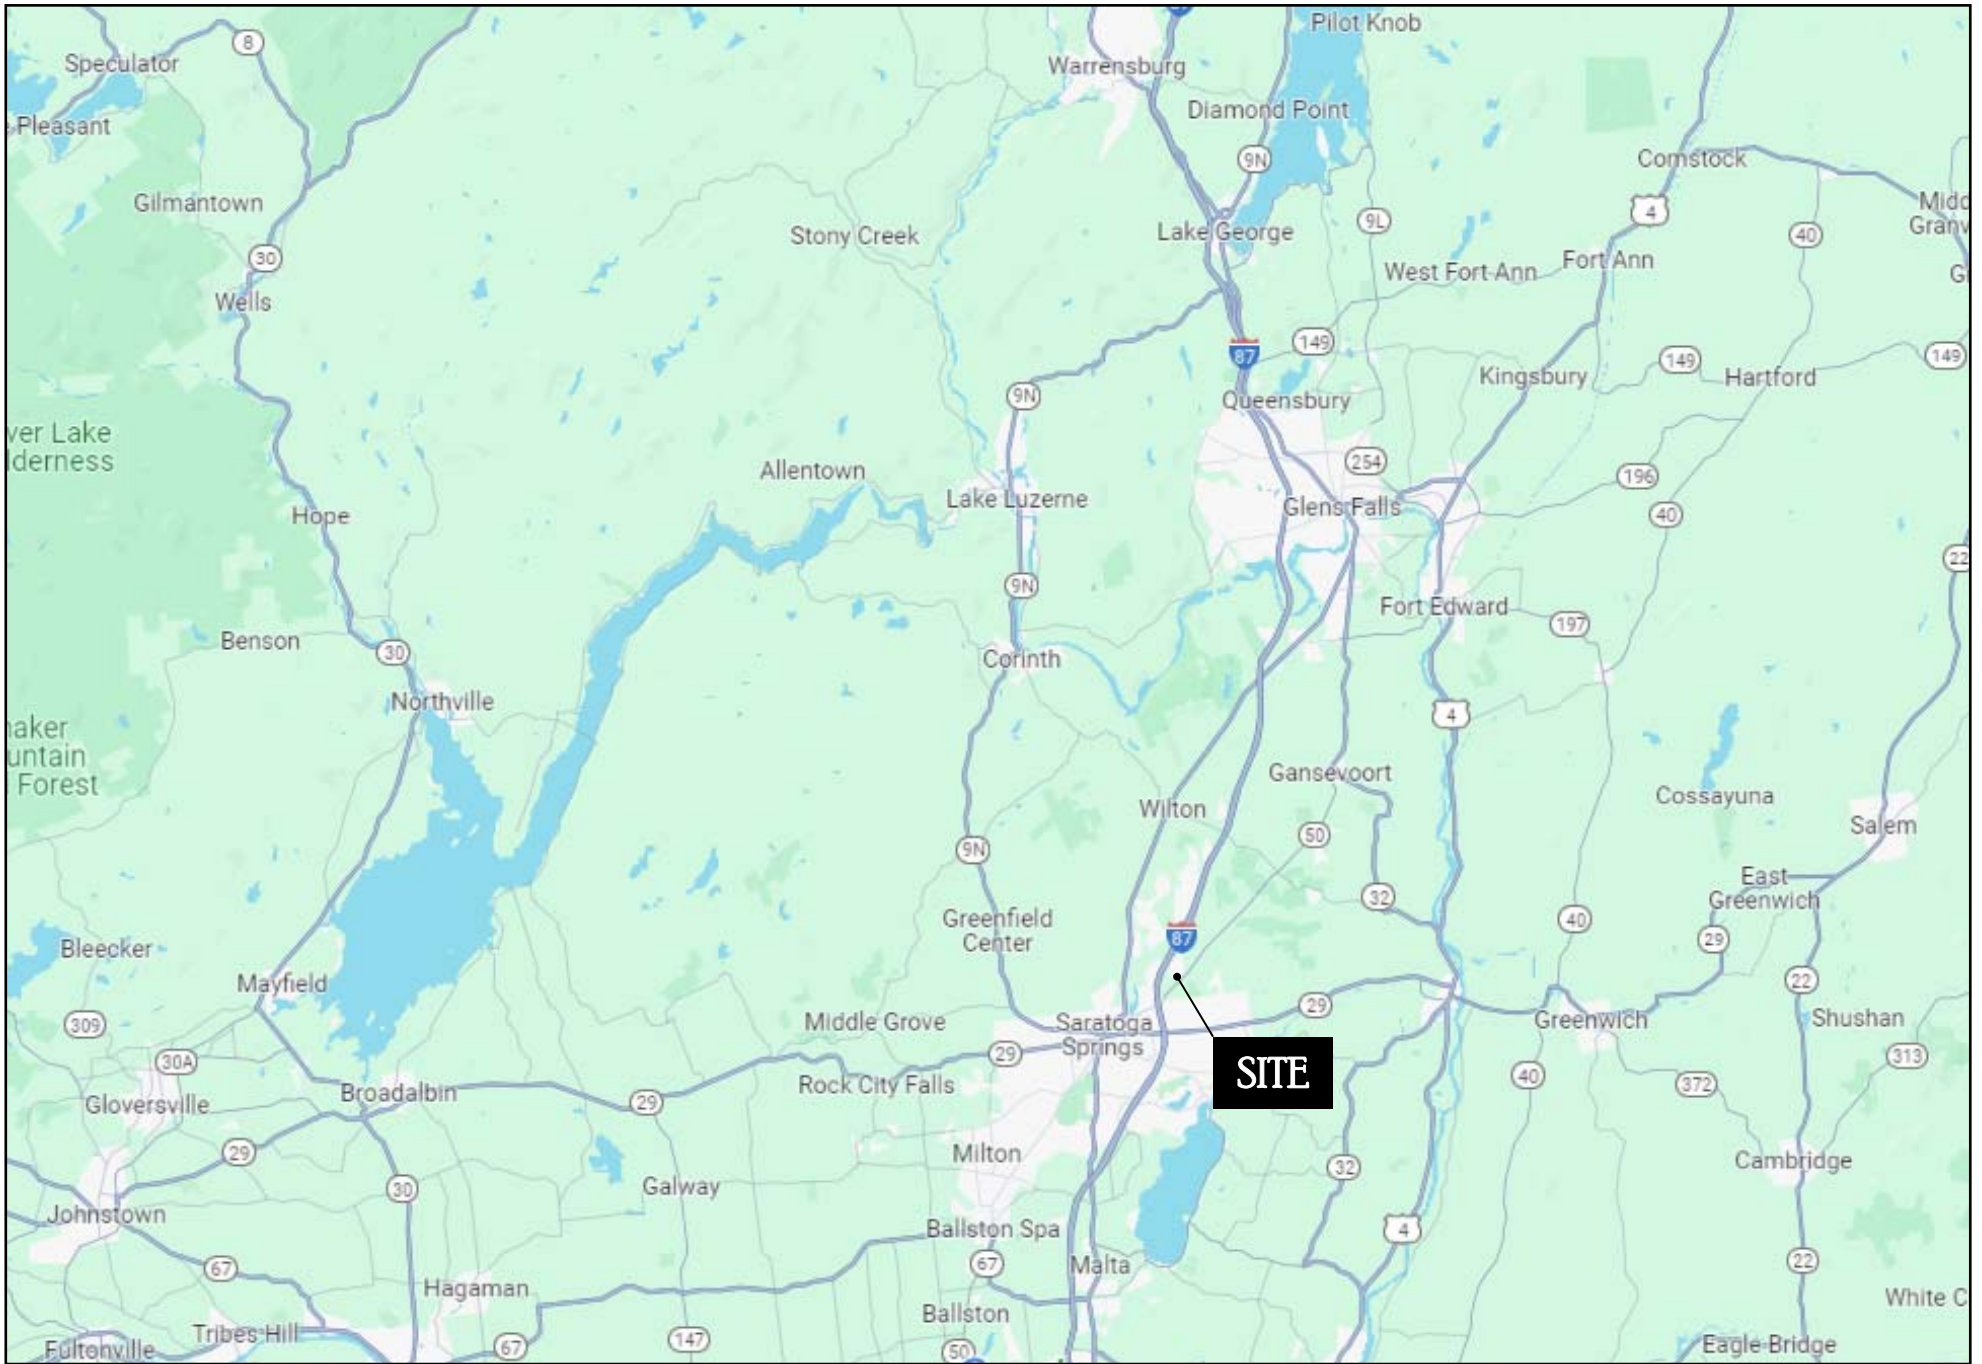 Pilot Knob
8
Speculator
Warrensburg
Diamond Point
Pleasant
9N
Comstock
Gilmantown
4
9L
40
Stony Creek
Lake George
30
West Fort Ann
Fort Ann
Wells
149
87
149
149
Kingsbury
Hartford
9N
Queensbury
ver Lake
lderness
254
Allentown
196
Lake Luzerne
Glens Falls
Hope
40
22
9N
Fort Edward
197
Benson
30
Corinth
Northville
4
naker
untain
Forest
Gansevoort
Cossayuna
Wilton
Salem
50
9N
East
Greenwich
32
Greenfield
Center
40
87
29
Bleecker
22
Mayfield
29
309
Middle Grove
Saratoga
Springs
Greenwich
Shushan
29
313
30A
SITE
40
372
Rock City Falls
Broadalbin
29
Gloversville
29
Milton
Cambridge
32
Galway
30
Johnstown
Ballston Spa
4
67
67
Malta
22
Hagaman
White C
Ballston
Tribes Hill
147
67
50
Fultonville
Eagle Bridge
Midd
Granv
G